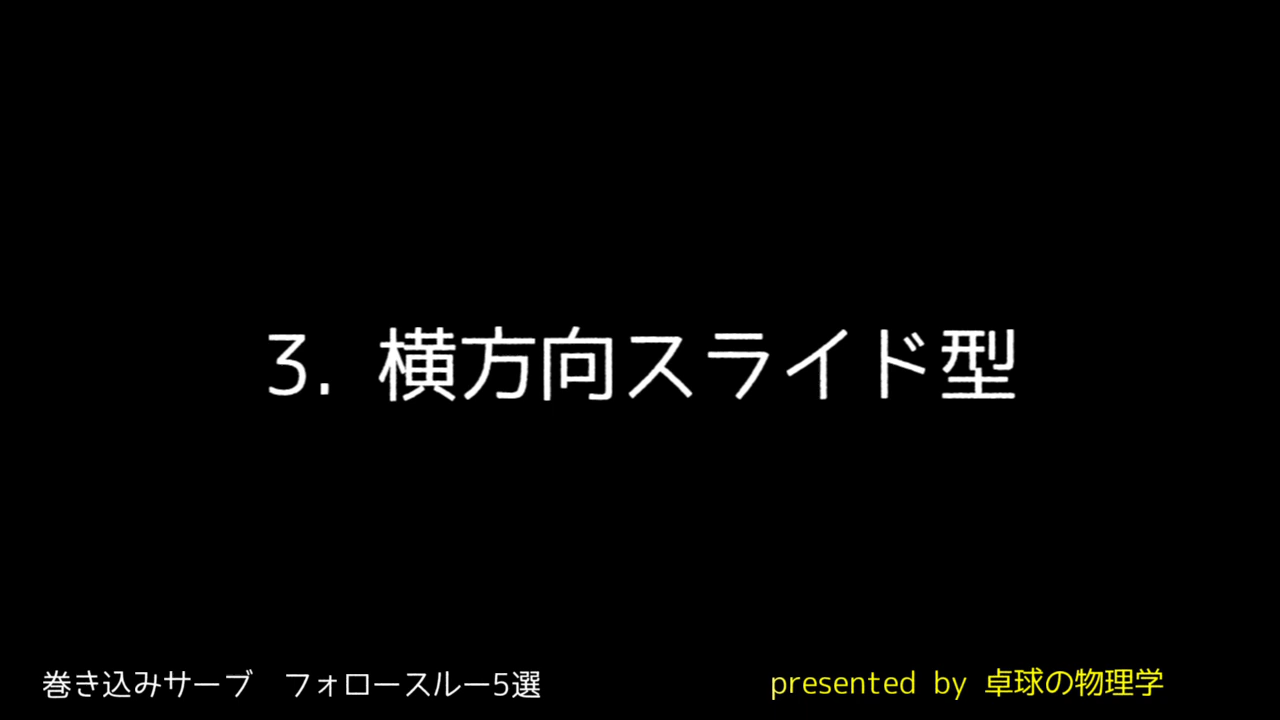 3. 横方向スライド型
巻き込みサーブ　フォロースルー5選
presented by 卓球の物理学